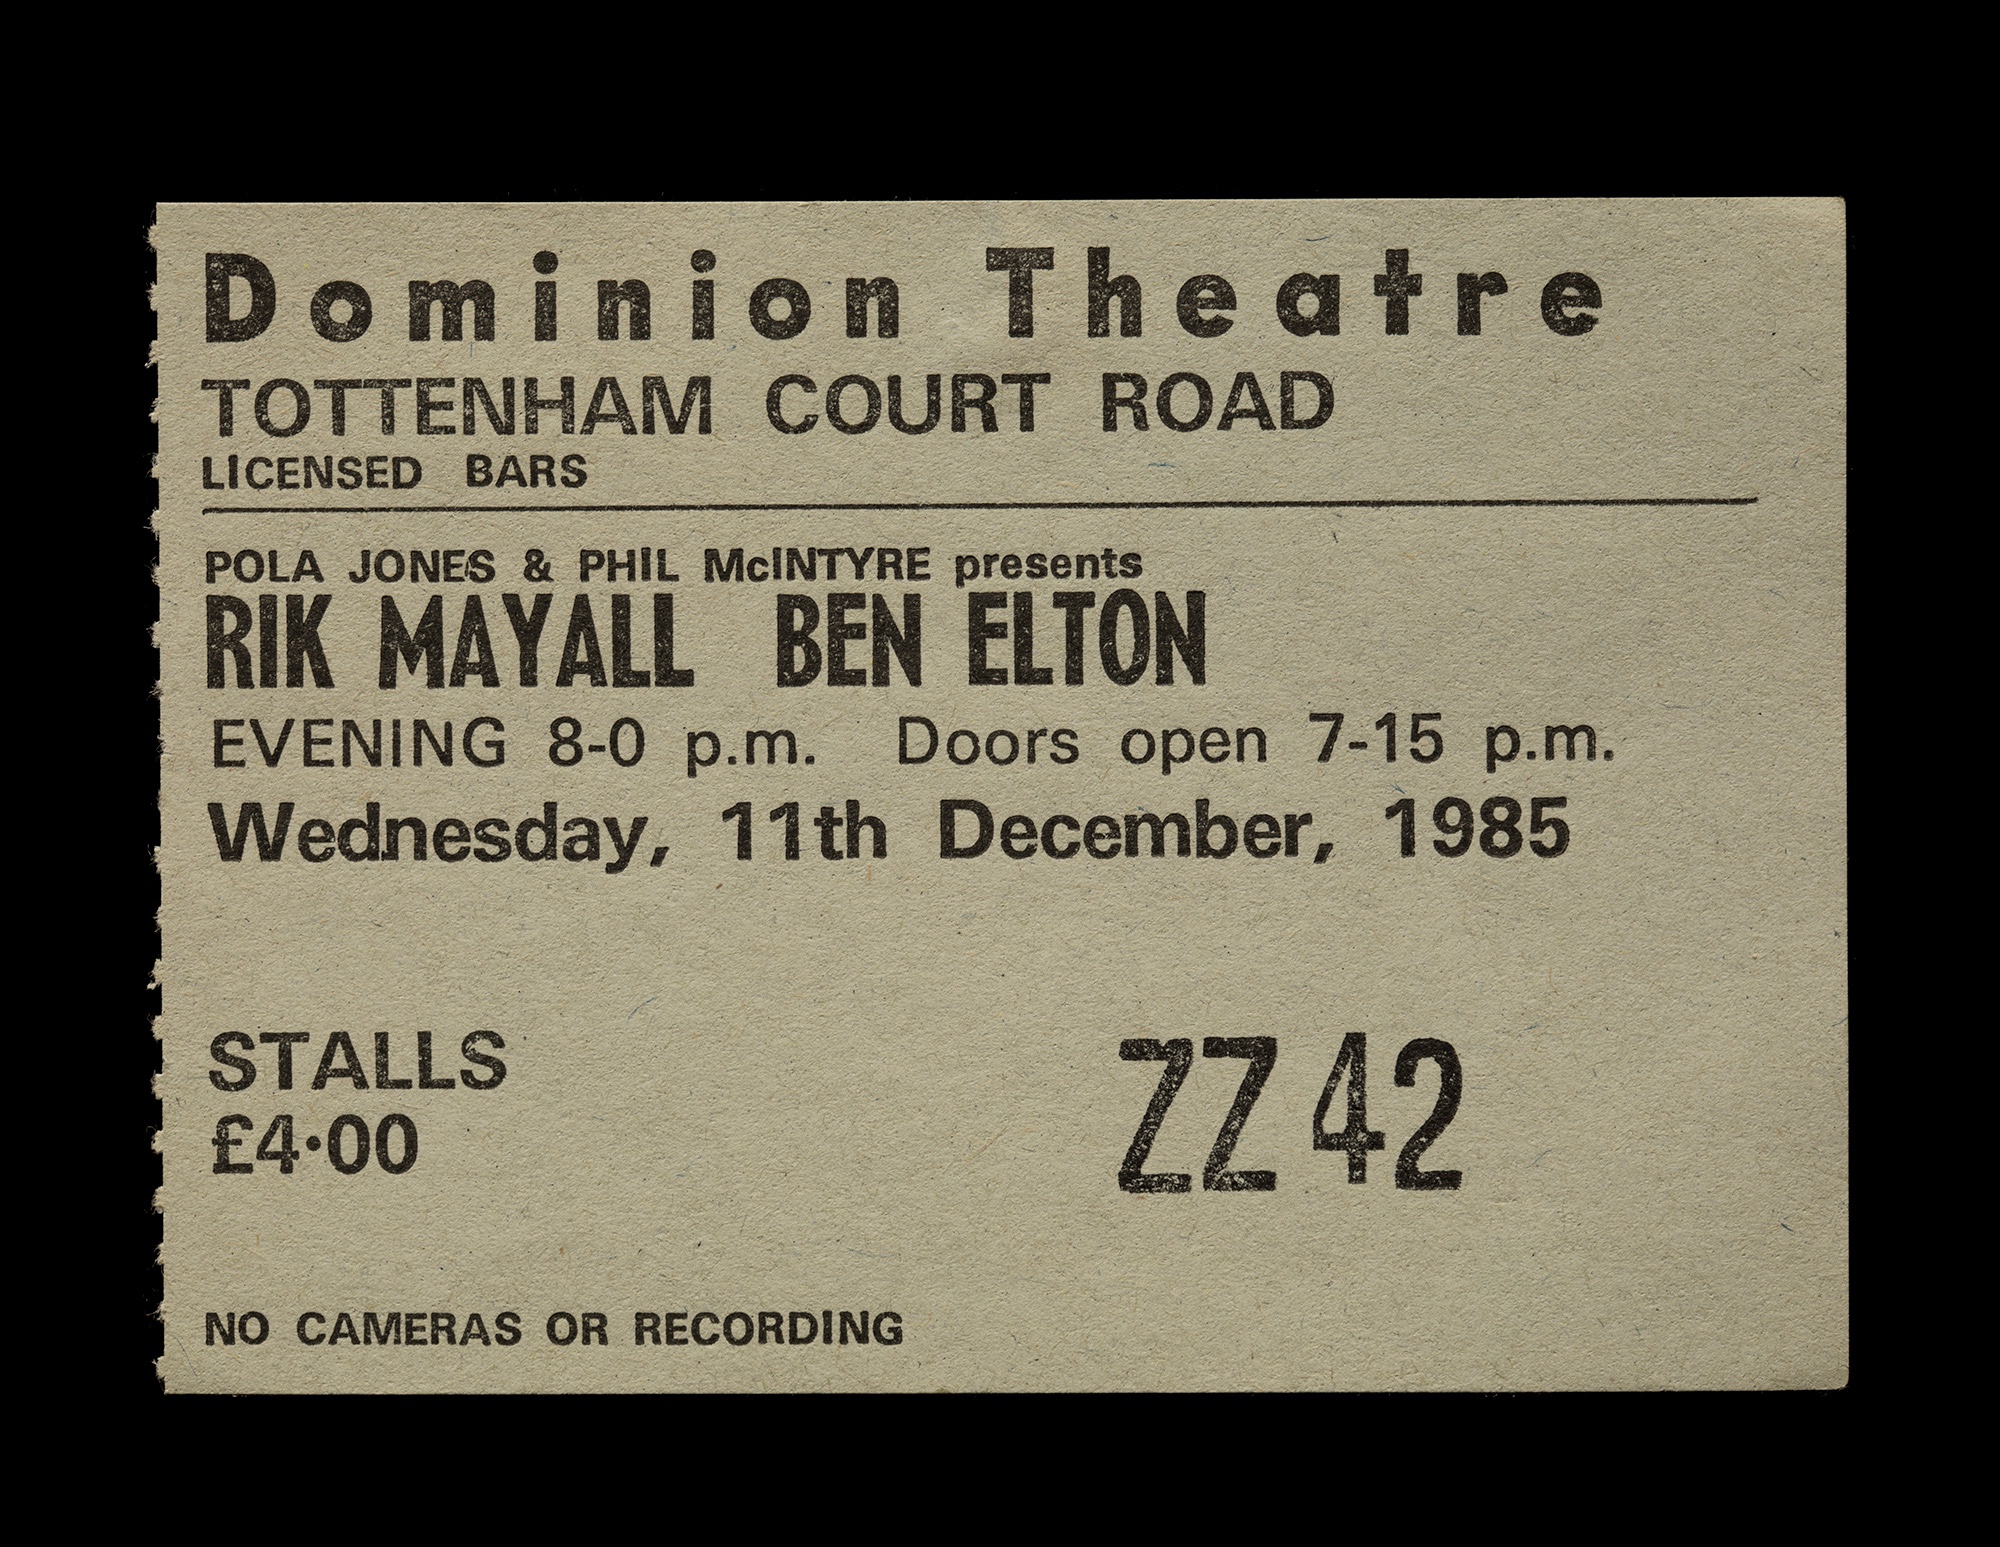 Dominion Theatre
TOTTENHAM COURT ROAD
LICENSED BARS
POLA JONES & PHIL McINTYRE presents
RIK MAYALL BEN ELTON
EVENING 8-0 p.m. Doors open 7-15 p.m.
Wednesday, 11th December, 1985
STALLS
£4·00
ZZ 42
NO CAMERAS OR RECORDING